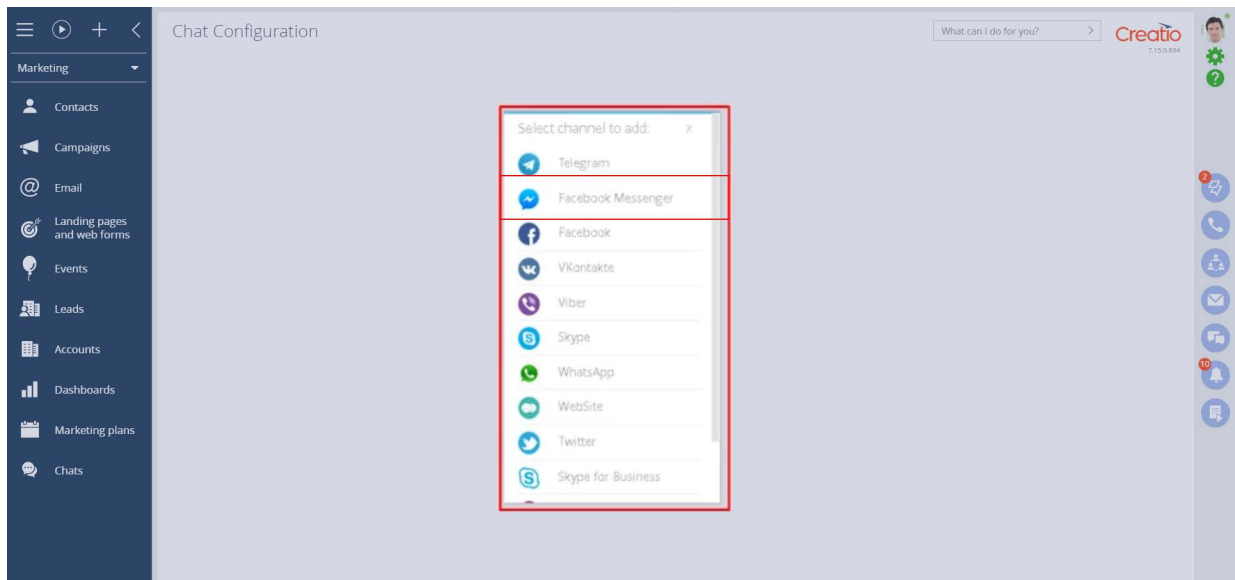 Chat Configuration
What can I do for you?
Creatio
7.15.0.694
Marketing
Contacts
Campaigns
Email
Landing pages
and web forms
Events
Leads
Accounts
Dashboards
Marketing plans
Chats
Select channel to add: X
Telegram
Facebook Messenger
Facebook
VKontakte
Viber
Skype
WhatsApp
WebSite
Twitter
Skype for Business
2
10